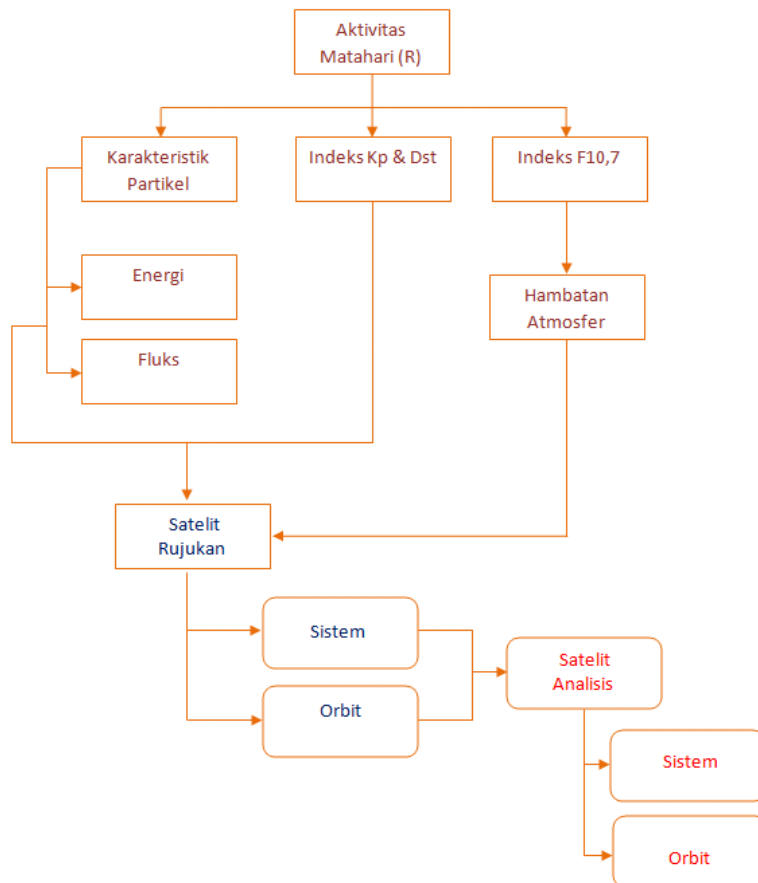 Aktivitas
Matahari (R)
Karakteristik
Partikel
Indeks Kp & Dst
Indeks F10,7
Energi
Hambatan
Atmosfer
Fluks
Satelit
Rujukan
Sistem
Orbit
Satelit
Analisis
Sistem
Orbit